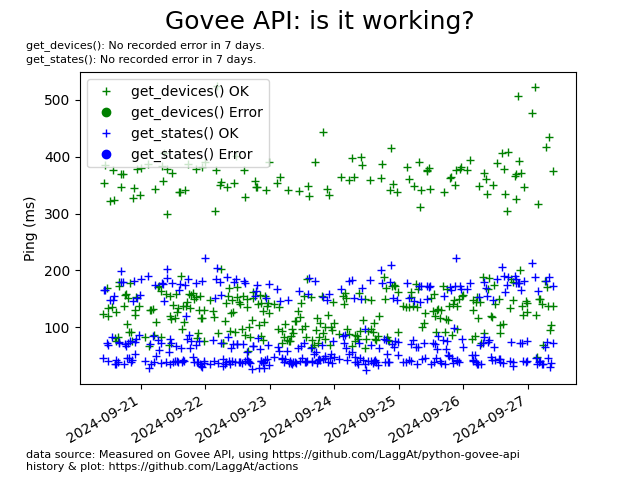 Govee API: is it working?
get_devices(): No recorded error in 7 days.
get_states(): No recorded error in 7 days.
get_devices() OK
get_devices() Error
get_states() OK
get_states() Error
Ping (ms)
500
400
300
200
100
2024-09-21
2024-09-22
2024-09-23
2024-09-24
2024-09-25
2024-09-26
2024-09-27
data source: Measured on Govee API, using https://github.com/LaggAt/python-govee-api
history & plot: https://github.com/LaggAt/actions